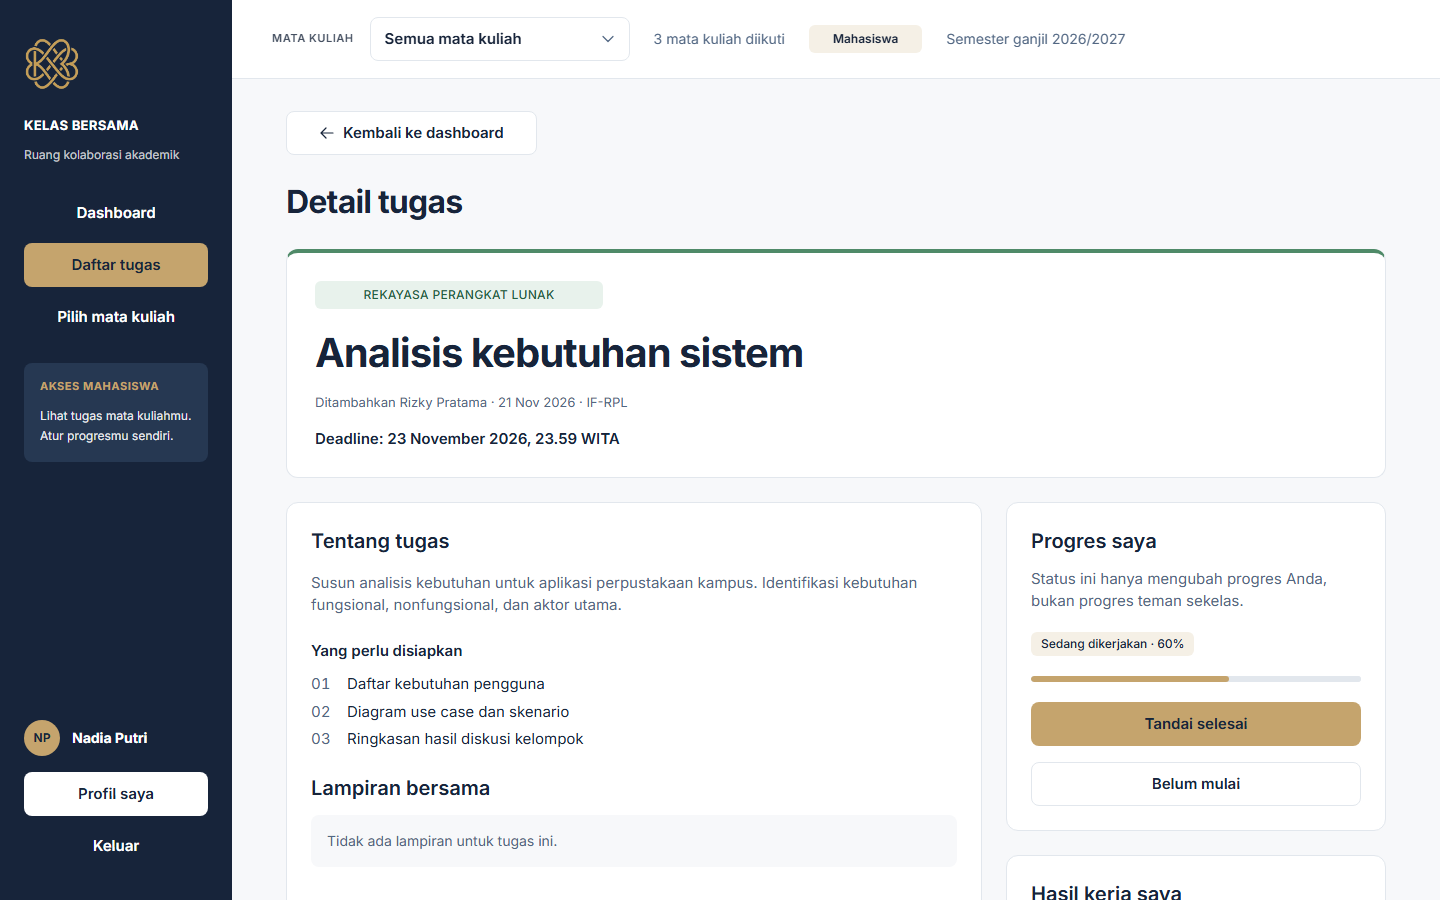 KELAS BERSAMA
Ruang kolaborasi akademik
Dashboard
Daftar tugas
Pilih mata kuliah
AKSES MAHASISWA
Lihat tugas mata kuliahmu.
Atur progresmu sendiri.
NP
Nadia Putri
Profil saya
Keluar
MATA KULIAH
Semua mata kuliah
3 mata kuliah diikuti
Mahasiswa
Semester ganjil 2026/2027
← Kembali ke dashboard
Detail tugas
REKAYASA PERANGKAT LUNAK
Analisis kebutuhan sistem
Ditambahkan Rizky Pratama · 21 Nov 2026 · IF-RPL
Deadline: 23 November 2026, 23.59 WITA
Tentang tugas
Susun analisis kebutuhan untuk aplikasi perpustakaan kampus. Identifikasi kebutuhan
fungsional, nonfungsional, dan aktor utama.
Yang perlu disiapkan
01 Daftar kebutuhan pengguna
02 Diagram use case dan skenario
03 Ringkasan hasil diskusi kelompok
Lampiran bersama
Tidak ada lampiran untuk tugas ini.
Progres saya
Status ini hanya mengubah progres Anda,
bukan progres teman sekelas.
Sedang dikerjakan · 60%
Tandai selesai
Belum mulai
Hasil kerja saya